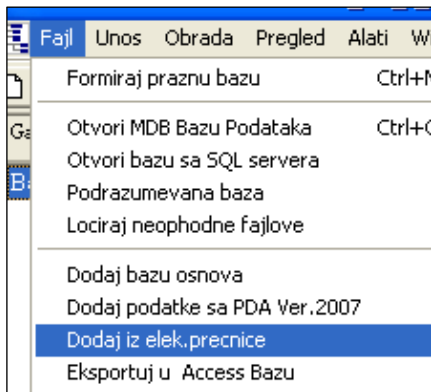 Fajl Unos Obrada Pregled Alati
Formiraj praznu bazu Ctrl+N
Otvori MDB Bazu Podataka Ctrl+O
Otvori bazu sa SQL servera
Podrazumevana baza
Lociraj neophodne fajlove
Dodaj bazu osnova
Dodaj podatke sa PDA Ver.2007
Dodaj iz elek.precnice
Eksportuj u Access Bazu